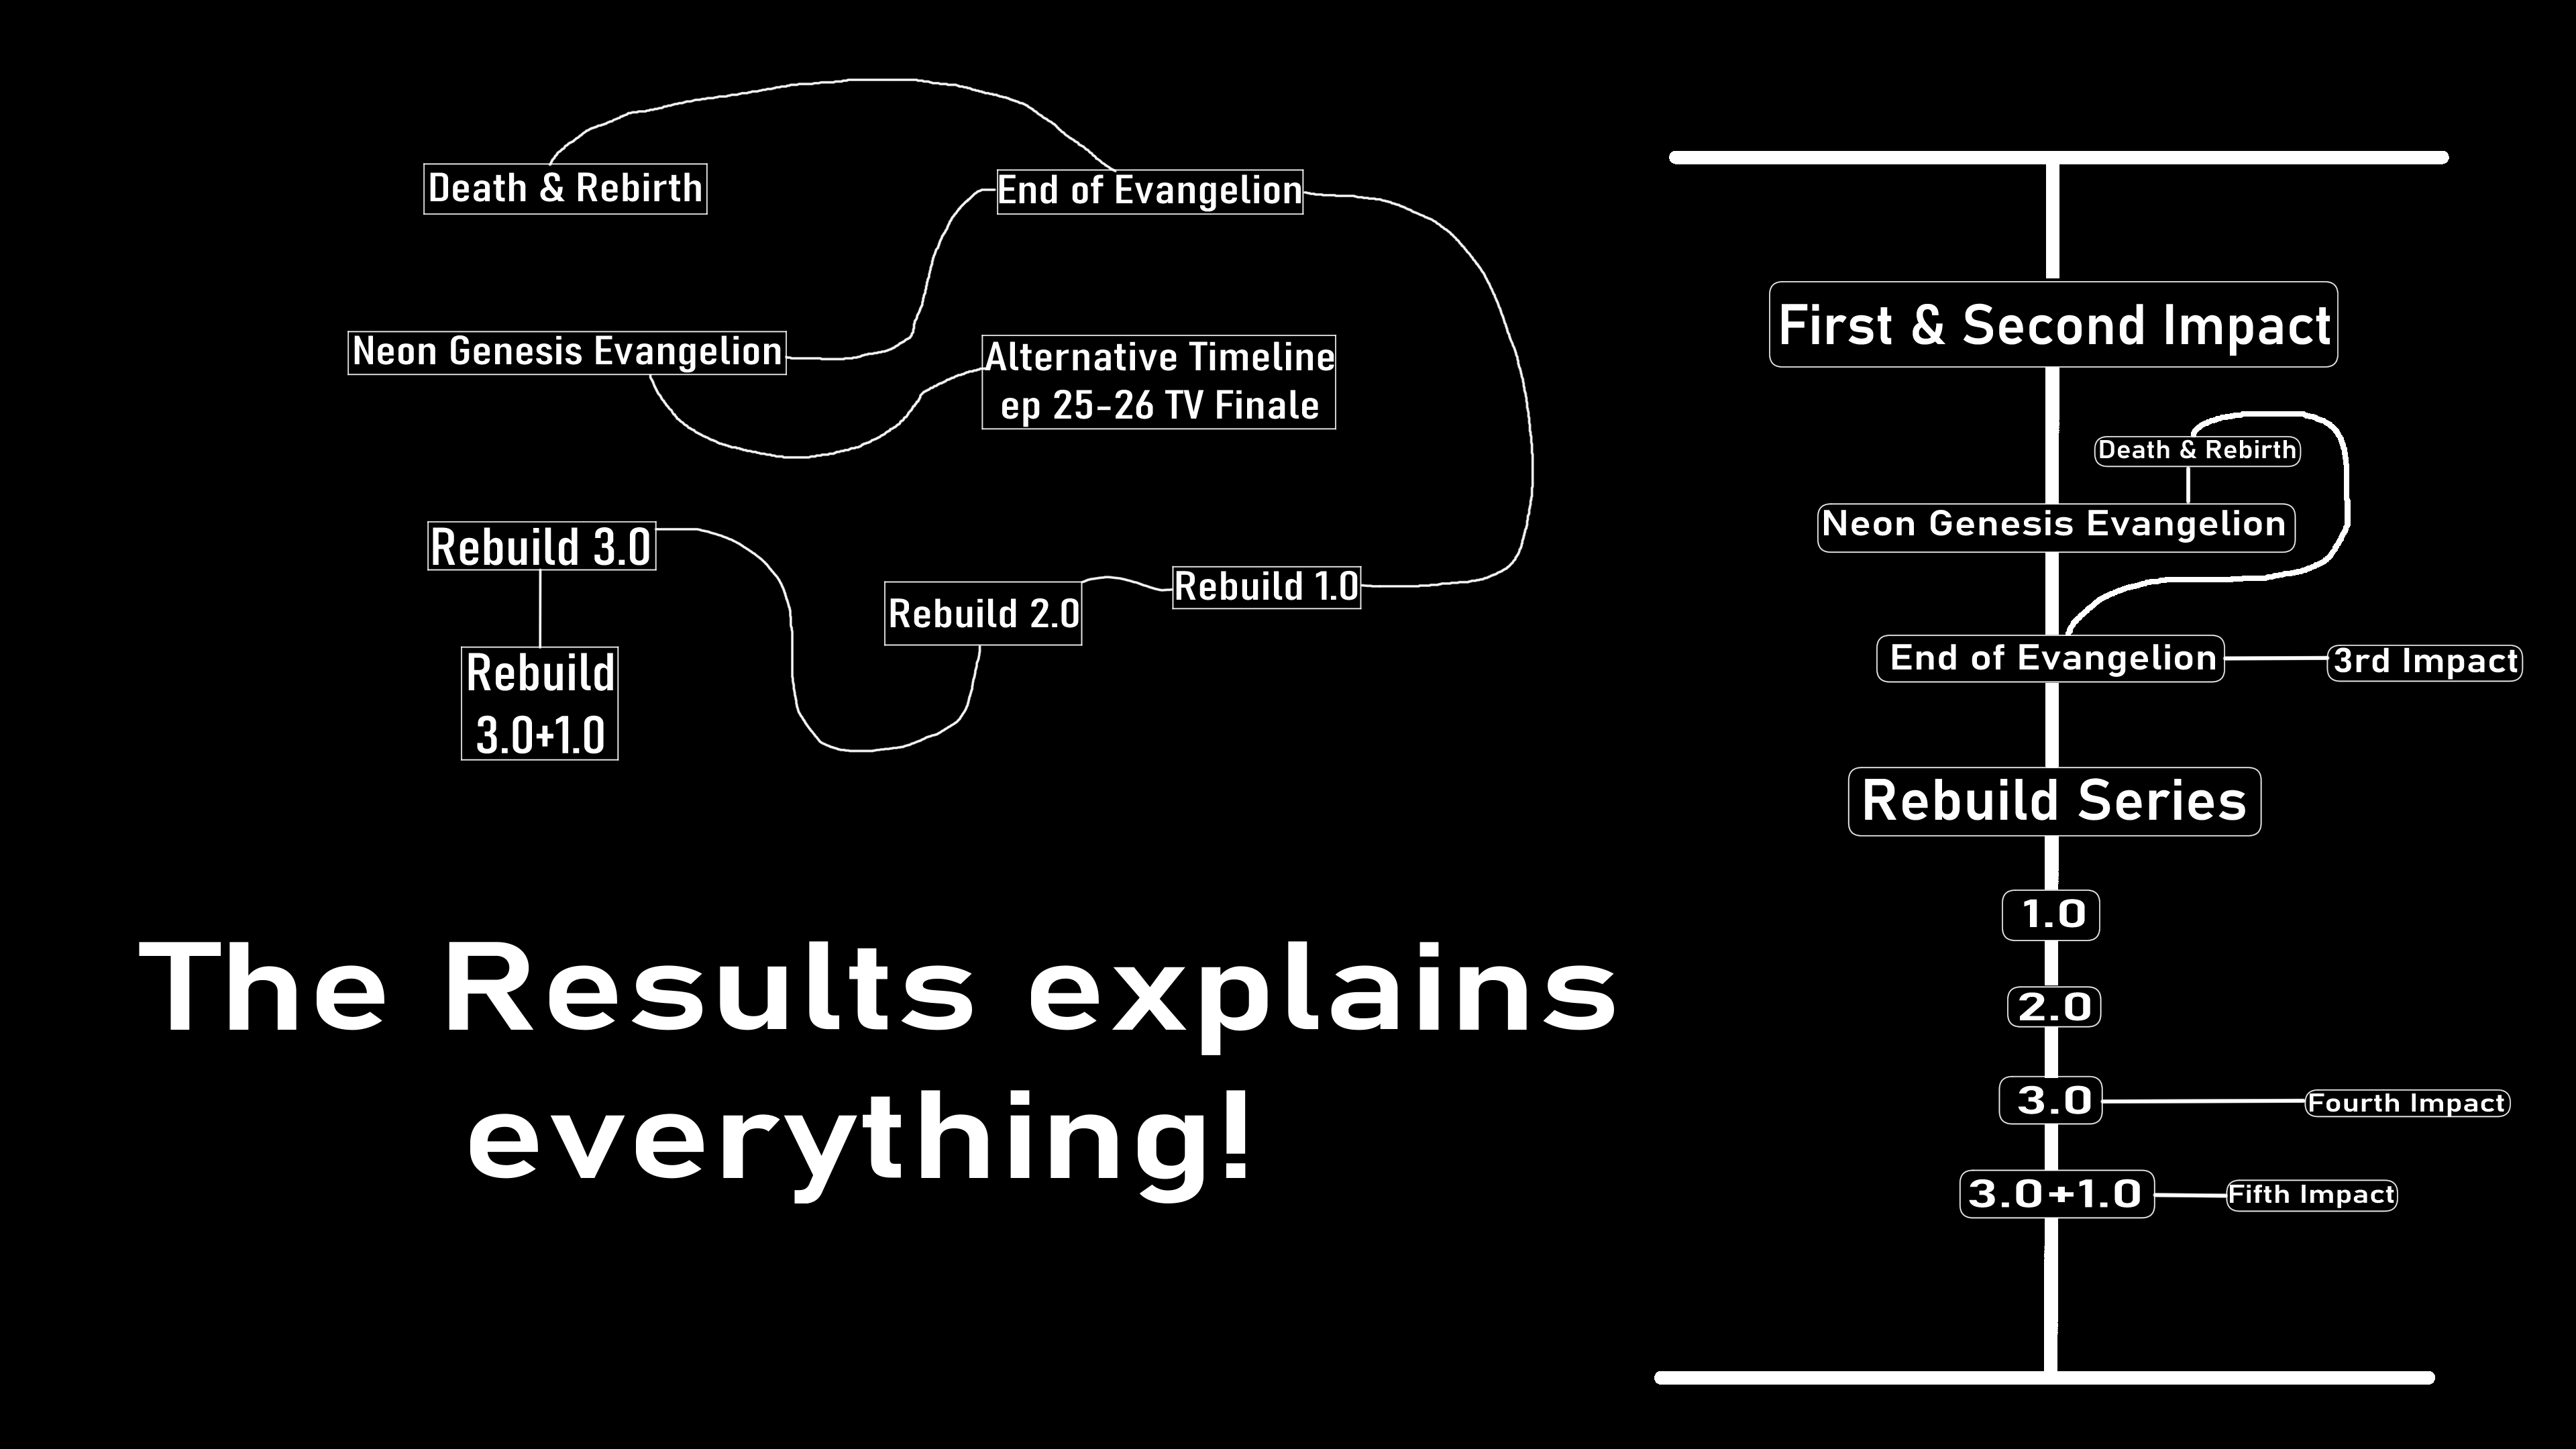 Death & Rebirth
End of Evangelion
Neon Genesis Evangelion
Alternative Timeline
ep 25-26 TV Finale
Rebuild 3.0
Rebuild 2.0
Rebuild 1.0
Rebuild
3.0+1.0
The Results explains
everything!
First & Second Impact
Death & Rebirth
Neon Genesis Evangelion
End of Evangelion
3rd Impact
Rebuild Series
1.0
2.0
3.0
Fourth Impact
3.0+1.0
Fifth Impact